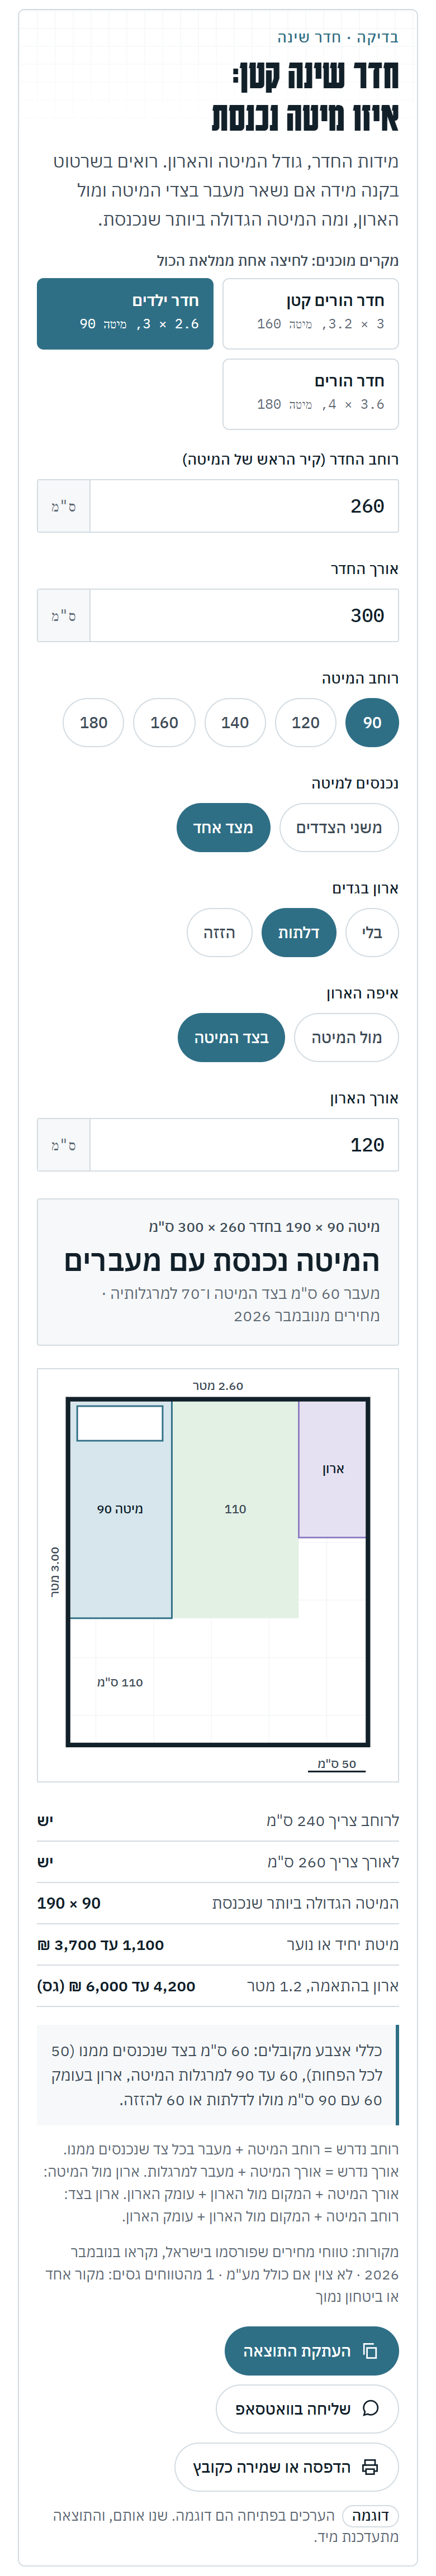 בדיקה · חדר שינה
חדר שינה קטן:
איזו מיטה נכנסת
מידות החדר, גודל המיטה והארון. רואים בשרטוט
בקנה מידה אם נשאר מעבר בצדי המיטה ומול
הארון, ומה המיטה הגדולה ביותר שנכנסת.
מקרים מוכנים: לחיצה אחת ממלאת הכול
חדר הורים קטן
3 × 3.2, מיטה 160
חדר ילדים
2.6 × 3, מיטה 90
חדר הורים
3.6 × 4, מיטה 180
רוחב החדר (קיר הראש של המיטה)
260 ס"מ
אורך החדר
300 ס"מ
רוחב המיטה
90 120 140 160 180
נכנסים למיטה
משני הצדדים מצד אחד
ארון בגדים
בלי דלתות הזזה
איפה הארון
מול המיטה בצד המיטה
אורך הארון
120 ס"מ
מיטה 90 × 190 בחדר 260 × 300 ס"מ
המיטה נכנסת עם מעברים
מעבר 60 ס"מ בצד המיטה ו־70 למרגלותיה ·
מחירים מנובמבר 2026
2.60 מטר
ארון
110
מיטה 90
3.00 מטר
110 ס"מ
50 ס"מ
לרוחב צריך 240 ס"מ יש
לאורך צריך 260 ס"מ יש
המיטה הגדולה ביותר שנכנסת 90 × 190
מיטת יחיד או נוער 1,100 עד 3,700 ₪
ארון בהתאמה, 1.2 מטר 4,200 עד 6,000 ₪ (גס)
כללי אצבע מקובלים: 60 ס"מ בצד שנכנסים ממנו (50
לכל הפחות), 60 עד 90 למרגלות המיטה, ארון בעומק
60 עם 90 ס"מ מולו לדלתות או 60 להזזה.
רוחב נדרש = רוחב המיטה + מעבר בכל צד שנכנסים ממנו.
אורך נדרש = אורך המיטה + מעבר למרגלות. ארון מול המיטה:
אורך המיטה + המקום מול הארון + עומק הארון. ארון בצד:
רוחב המיטה + המקום מול הארון + עומק הארון.
מקורות: טווחי מחירים שפורסמו בישראל, נקראו בנובמבר
2026 · לא צוין אם כולל מע"מ · 1 מהטווחים גסים: מקור אחד
או ביטחון נמוך
העתקת התוצאה
שליחה בוואטסאפ
הדפסה או שמירה כקובץ
דוגמה הערכים בפתיחה הם דוגמה. שנו אותם, והתוצאה
מתעדכנת מיד.